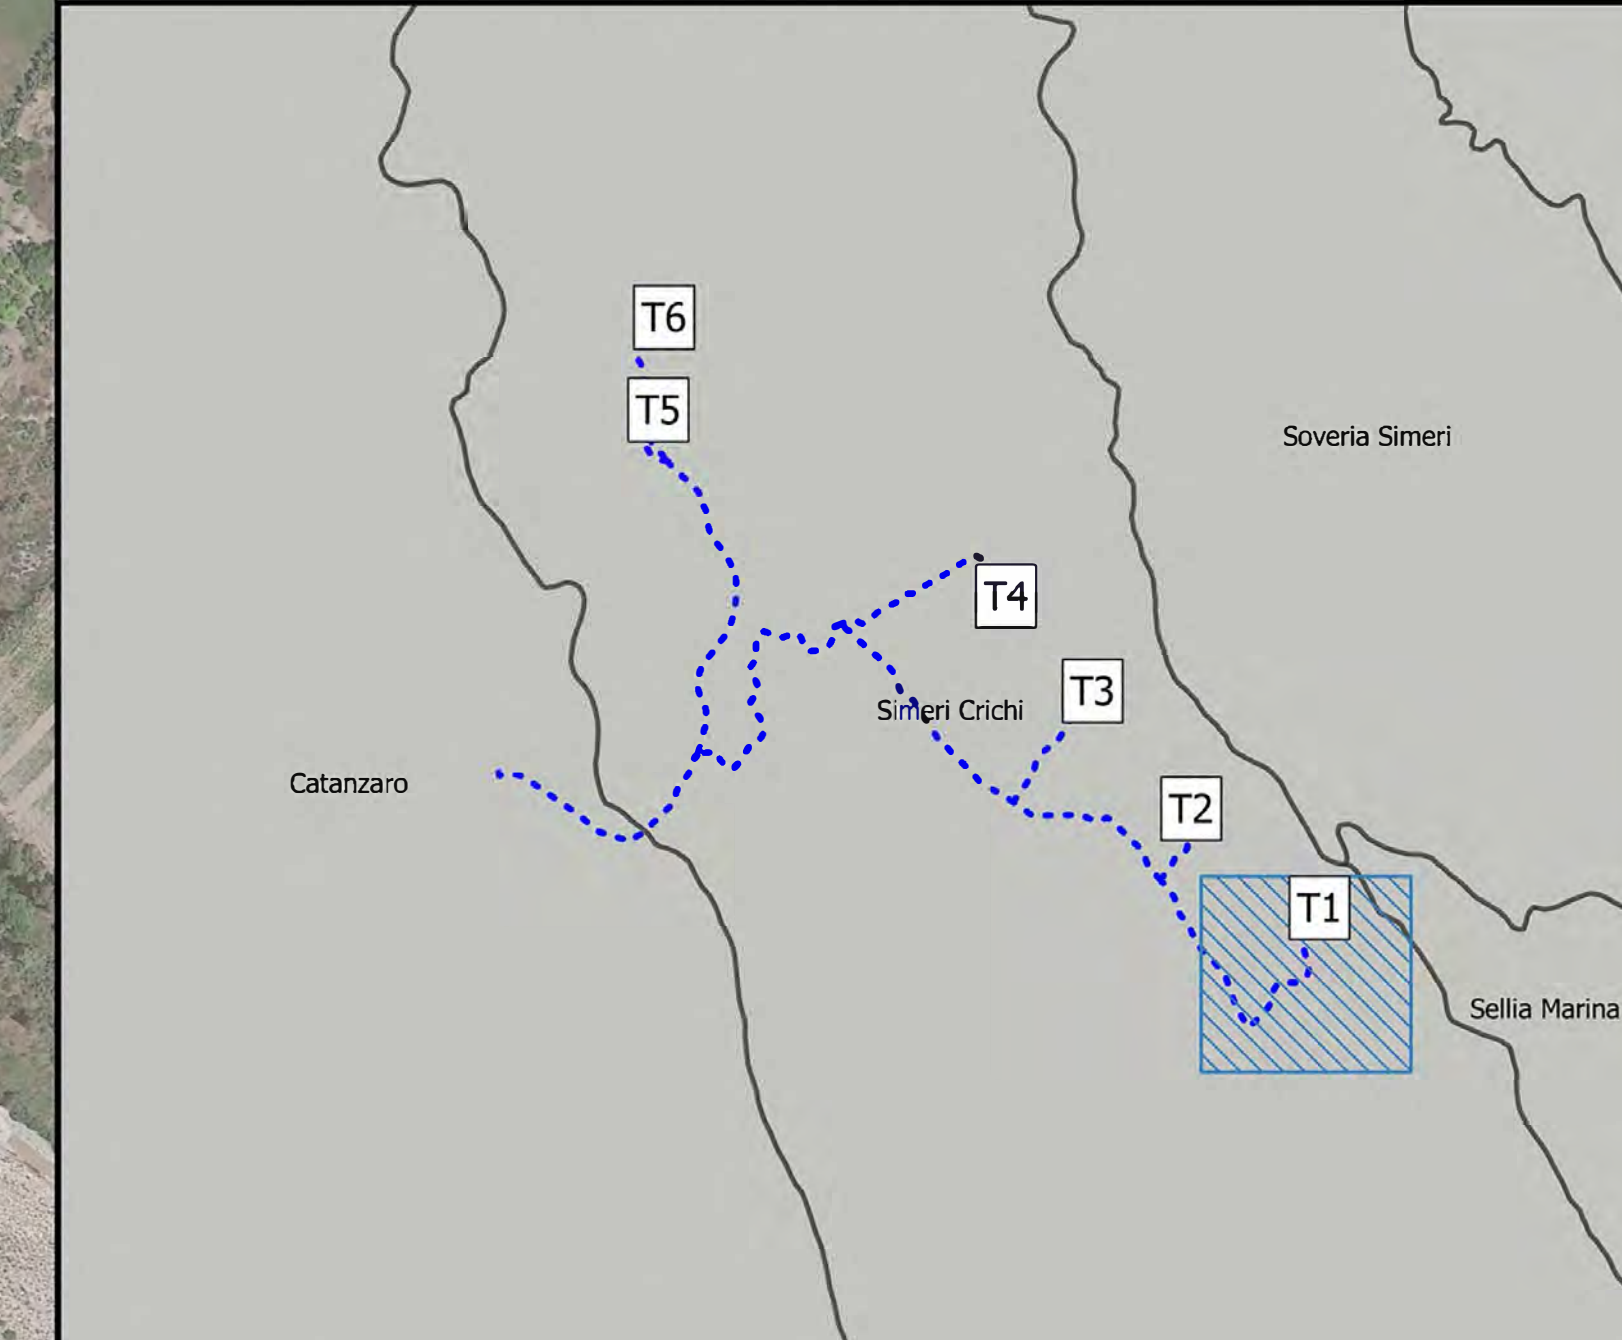 T6
T5
Soveria Simeri
T4
T3
Simeri Crichi
Catanzaro
T2
T1
Sellia Marina